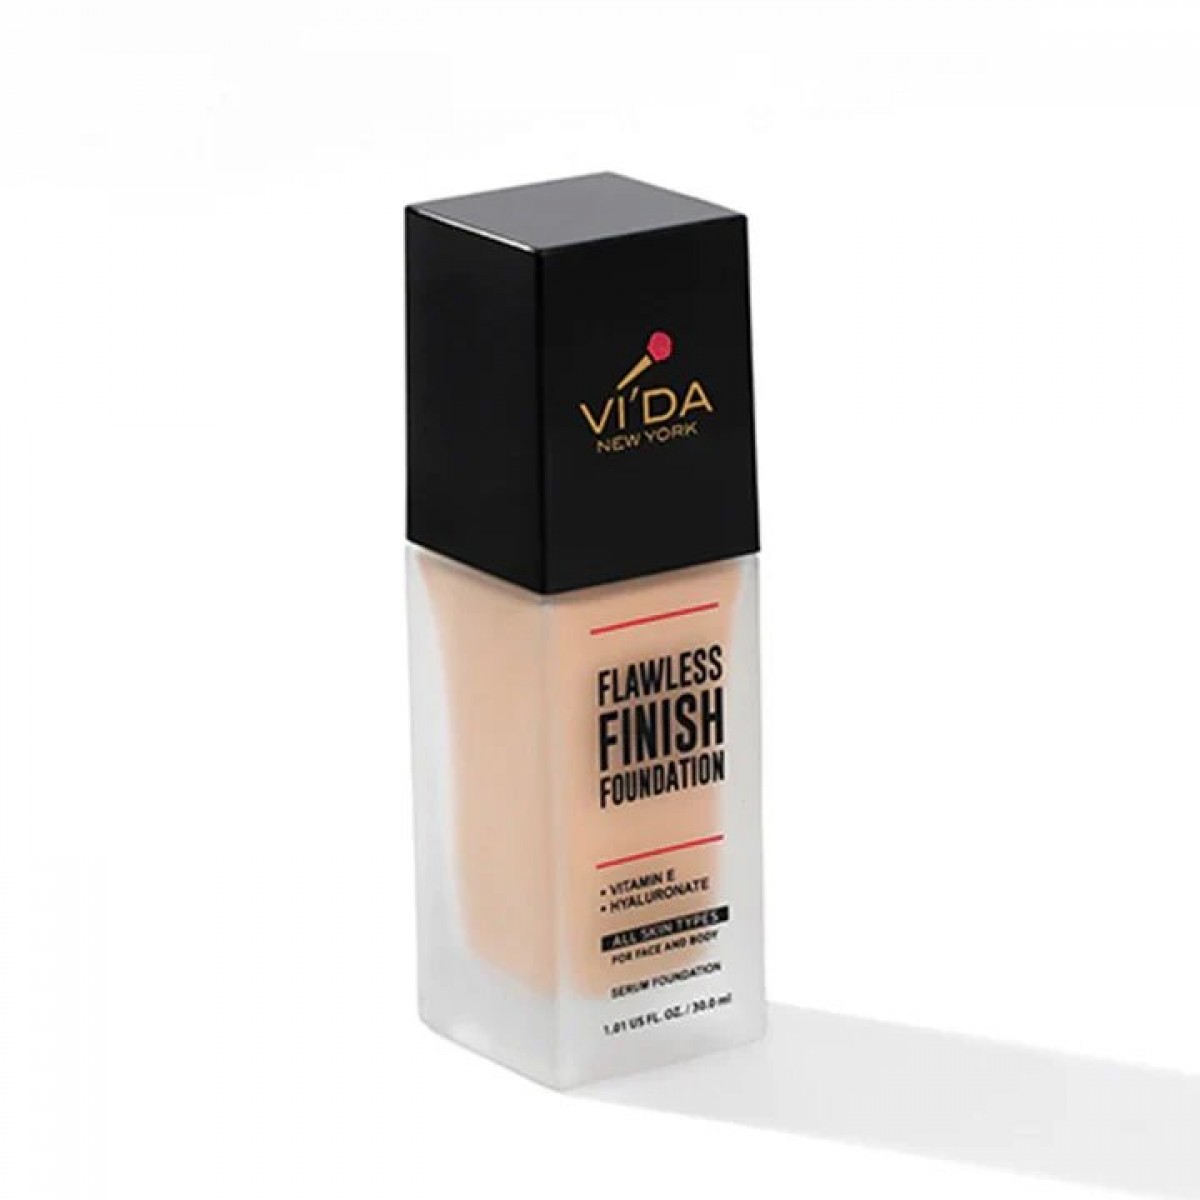 VI'DA
NEW YORK
FLAWLESS
FINISH
FOUNDATION
• VITAMIN E
• HYALURONATE
ALL SKIN TYPES
FOR FACE AND BODY
SERUM FOUNDATION
1.01 US FL. OZ. / 30.0 ml